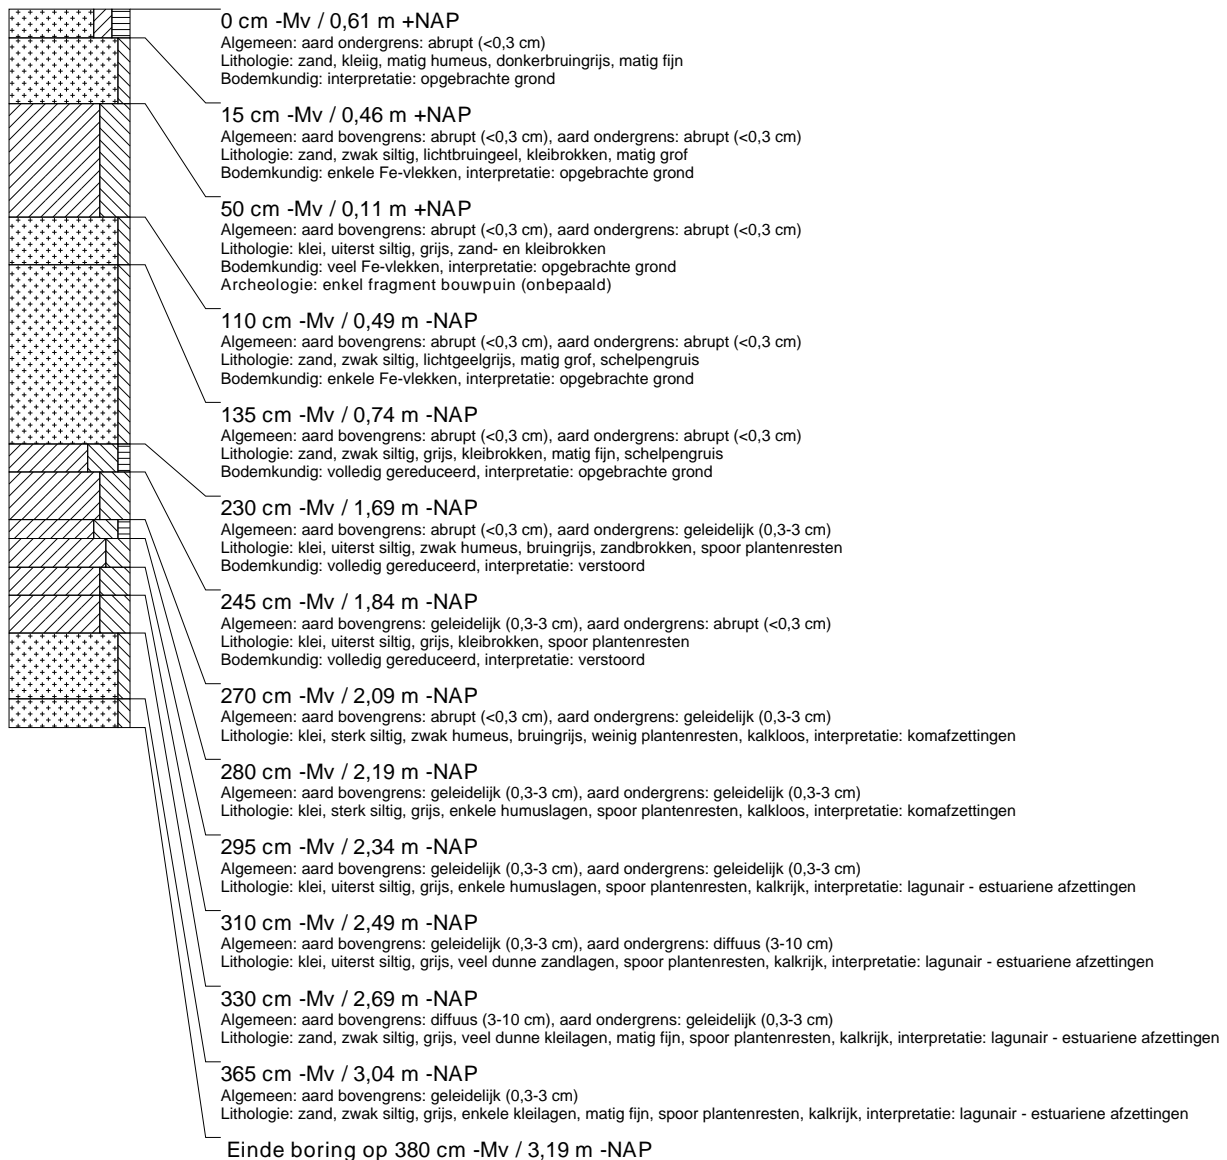 0 cm -Mv / 0,61 m +NAP
Algemeen: aard ondergrens: abrupt (<0,3 cm)
Lithologie: zand, kleiig, matig humeus, donkerbruingrijs, matig fijn
Bodemkundig: interpretatie: opgebrachte grond
15 cm -Mv / 0,46 m +NAP
Algemeen: aard bovengrens: abrupt (<0,3 cm), aard ondergrens: abrupt (<0,3 cm)
Lithologie: zand, zwak siltig, lichtbruingeel, kleibrokken, matig grof
Bodemkundig: enkele Fe-vlekken, interpretatie: opgebrachte grond
50 cm -Mv / 0,11 m +NAP
Algemeen: aard bovengrens: abrupt (<0,3 cm), aard ondergrens: abrupt (<0,3 cm)
Lithologie: klei, uiterst siltig, grijs, zand- en kleibrokken
Bodemkundig: veel Fe-vlekken, interpretatie: opgebrachte grond
Archeologie: enkel fragment bouwpuin (onbepaald)
110 cm -Mv / 0,49 m -NAP
Algemeen: aard bovengrens: abrupt (<0,3 cm), aard ondergrens: abrupt (<0,3 cm)
Lithologie: zand, zwak siltig, lichtgeelgrijs, matig grof, schelpengruis
Bodemkundig: enkele Fe-vlekken, interpretatie: opgebrachte grond
135 cm -Mv / 0,74 m -NAP
Algemeen: aard bovengrens: abrupt (<0,3 cm), aard ondergrens: abrupt (<0,3 cm)
Lithologie: zand, zwak siltig, grijs, kleibrokken, matig fijn, schelpengruis
Bodemkundig: volledig gereduceerd, interpretatie: opgebrachte grond
230 cm -Mv / 1,69 m -NAP
Algemeen: aard bovengrens: abrupt (<0,3 cm), aard ondergrens: geleidelijk (0,3-3 cm)
Lithologie: klei, uiterst siltig, zwak humeus, bruingrijs, zandbrokken, spoor plantenresten
Bodemkundig: volledig gereduceerd, interpretatie: verstoord
245 cm -Mv / 1,84 m -NAP
Algemeen: aard bovengrens: geleidelijk (0,3-3 cm), aard ondergrens: abrupt (<0,3 cm)
Lithologie: klei, uiterst siltig, grijs, kleibrokken, spoor plantenresten
Bodemkundig: volledig gereduceerd, interpretatie: verstoord
270 cm -Mv / 2,09 m -NAP
Algemeen: aard bovengrens: abrupt (<0,3 cm), aard ondergrens: geleidelijk (0,3-3 cm)
Lithologie: klei, sterk siltig, zwak humeus, bruingrijs, weinig plantenresten, kalkloos, interpretatie: komafzettingen
280 cm -Mv / 2,19 m -NAP
Algemeen: aard bovengrens: geleidelijk (0,3-3 cm), aard ondergrens: geleidelijk (0,3-3 cm)
Lithologie: klei, sterk siltig, grijs, enkele humuslagen, spoor plantenresten, kalkloos, interpretatie: komafzettingen
295 cm -Mv / 2,34 m -NAP
Algemeen: aard bovengrens: geleidelijk (0,3-3 cm), aard ondergrens: geleidelijk (0,3-3 cm)
Lithologie: klei, uiterst siltig, grijs, enkele humuslagen, spoor plantenresten, kalkrijk, interpretatie: lagunair - estuariene afzettingen
310 cm -Mv / 2,49 m -NAP
Algemeen: aard bovengrens: geleidelijk (0,3-3 cm), aard ondergrens: diffuus (3-10 cm)
Lithologie: klei, uiterst siltig, grijs, veel dunne zandlagen, spoor plantenresten, kalkrijk, interpretatie: lagunair - estuariene afzettingen
330 cm -Mv / 2,69 m -NAP
Algemeen: aard bovengrens: diffuus (3-10 cm), aard ondergrens: geleidelijk (0,3-3 cm)
Lithologie: zand, zwak siltig, grijs, veel dunne kleilagen, matig fijn, spoor plantenresten, kalkrijk, interpretatie: lagunair - estuariene afzettingen
365 cm -Mv / 3,04 m -NAP
Algemeen: aard bovengrens: geleidelijk (0,3-3 cm)
Lithologie: zand, zwak siltig, grijs, enkele kleilagen, matig fijn, spoor plantenresten, kalkrijk, interpretatie: lagunair - estuariene afzettingen
Einde boring op 380 cm -Mv / 3,19 m -NAP